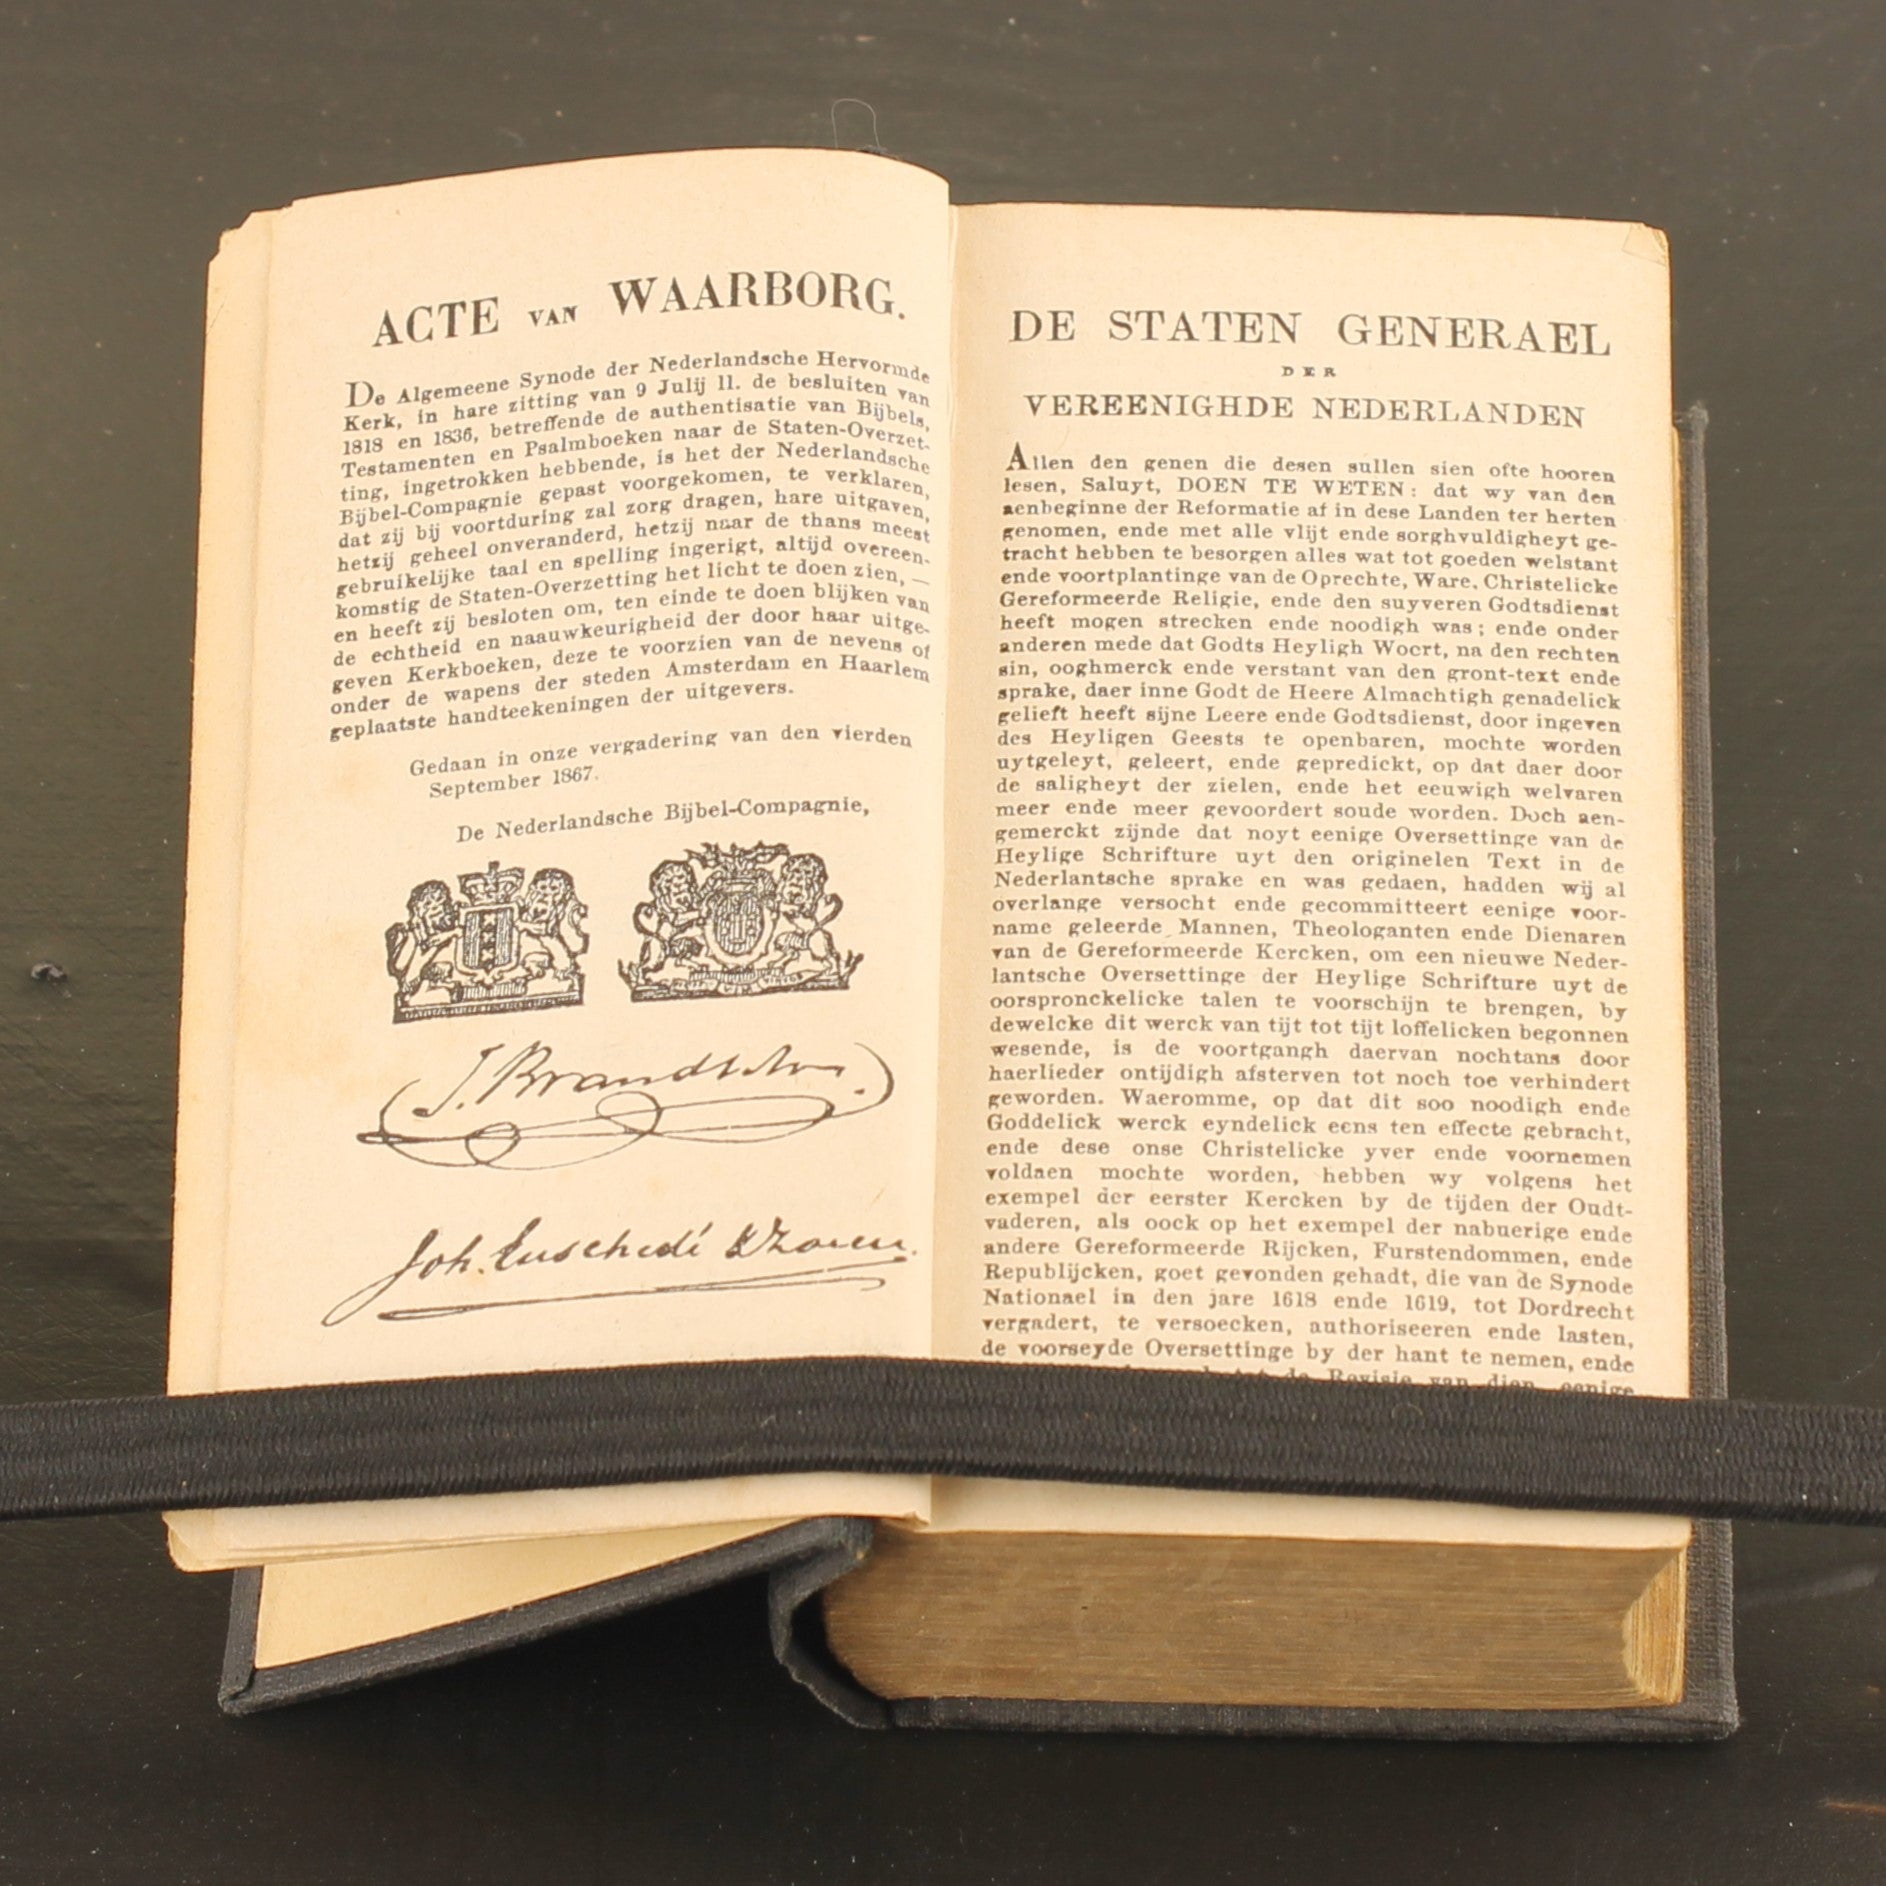 ACTE VAN WAARBORG.
De Algemeene Synode der Nederlandsche Hervormde
Kerk, in hare zitting van 9 Julij ll. de besluiten van
1818 en 1836, betreffende de authentisatie van Bijbels,
Testamenten en Psalmboeken naar de Staten-Overzet-
ting, ingetrokken hebbende, is het der Nederlandsche
Bijbel-Compagnie gepast voorgekomen, te verklaren,
dat zij bij voortduring zal zorg dragen, hare uitgaven,
hetzij geheel onveranderd, hetzij naar de thans meest
gebruikelijke taal en spelling ingerigt, altijd overeen-
komstig de Staten-Overzetting het licht te doen zien, —
en heeft zij besloten om, ten einde te doen blijken van
de echtheid en naauwkeurigheid der door haar uitge-
geven Kerkboeken, deze te voorzien van de nevens of
onder de wapens der steden Amsterdam en Haarlem
geplaatste handteekeningen der uitgevers.
Gedaan in onze vergadering van den vierden
September 1867.
De Nederlandsche Bijbel-Compagnie,
J. Brandt
Joh. Enschedé & Zonen.
DE STATEN GENERAEL
DER
VEREENIGHDE NEDERLANDEN
Allen den genen die desen sullen sien ofte hooren
lesen, Saluyt, DOEN TE WETEN: dat wy van den
aenbeginne der Reformatie af in dese Landen ter herten
genomen, ende met alle vlijt ende sorghvuldigheyt ge-
tracht hebben te besorgen alles wat tot goeden welstant
ende voortplantinge van de Oprechte, Ware, Christelicke
Gereformeerde Religie, ende den suyveren Godtsdienst
heeft mogen strecken ende noodigh was; ende onder
anderen mede dat Godts Heyligh Woort, na den rechten
sin, ooghmerck ende verstant van den gront-text ende
sprake, daer inne Godt de Heere Almachtigh genadelick
gelieft heeft sijne Leere ende Godtsdienst, door ingeven
des Heyligen Geests te openbaren, mochte worden
uytgeleyt, geleert, ende gepredickt, op dat daer door
de saligheyt der zielen, ende het eeuwigh welvaren
meer ende meer gevoordert soude worden. Doch aen-
gemerckt zijnde dat noyt eenige Oversettinge van de
Heylige Schrifture uyt den originelen Text in de
Nederlantsche sprake en was gedaen, hadden wij al
overlange versocht ende gecommitteert eenige voor-
name geleerde Mannen, Theologanten ende Dienaren
van de Gereformeerde Kercken, om een nieuwe Neder-
lantsche Oversettinge der Heylige Schrifture uyt de
oorspronckelicke talen te voorschijn te brengen, by
dewelcke dit werck van tijt tot tijt loffelicken begonnen
wesende, is de voortgangh daervan nochtans door
haerlieder ontijdigh afsterven tot noch toe verhindert
geworden. Waeromme, op dat dit soo noodigh ende
Goddelick werck eyndelick eens ten effecte gebracht,
ende dese onse Christelicke yver ende voornemen
voldaen mochte worden, hebben wy volgens het
exempel der eerster Kercken by de tijden der Oudt-
vaderen, als oock op het exempel der nabuerige ende
andere Gereformeerde Rijcken, Furstendommen, ende
Republijcken, goet gevonden gehadt, die van de Synode
Nationael in den jare 1618 ende 1619, tot Dordrecht
vergadert, te versoecken, authoriseeren ende lasten,
de voorseyde Oversettinge by der hant te nemen, ende
de Revisie van dien eenige